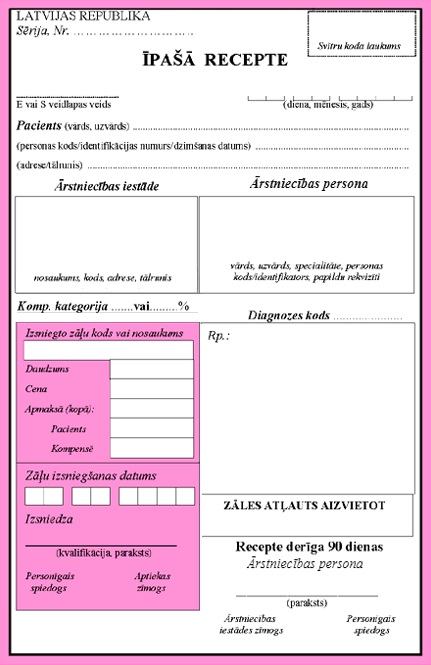 LATVIJAS REPUBLIKA
Sērija, Nr. ............................
Svītru koda laukums
ĪPAŠĀ RECEPTE
E vai S veidlapas veids
(diena, mēnesis, gads)
Pacients (vārds, uzvārds) ............................
(personas kods/identifikācijas numurs/dzimšanas datums) ............................
(adrese/tālrunis) ............................
Ārstniecības iestāde
Ārstniecības persona
nosaukums, kods, adrese, tālrunis
vārds, uzvārds, specialitāte, personas
kods/identifikators, papildu rekvizīti
Komp. kategorija .......vai........%
Diagnozes kods ....................
Izsniegto zāļu kods vai nosaukums
Rp.:
Daudzums
Cena
Apmaksā (kopā):
Pacients
Kompensē
Zāļu izsniegšanas datums
Izsniedza
(kvalifikācija, paraksts)
Personīgais
spiedogs
Aptiekas
zīmogs
ZĀLES ATĻAUTS AIZVIETOT
Recepte derīga 90 dienas
Ārstniecības persona
(paraksts)
Ārstniecības
iestādes zīmogs
Personīgais
spiedogs